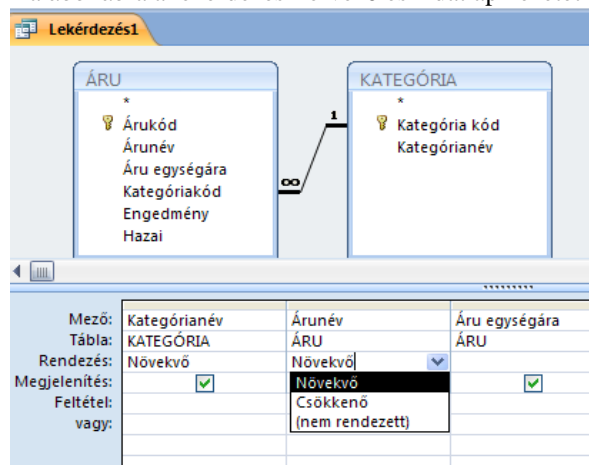 Lekérdezés1
ÁRU
*
Árukód
Árunév
Áru egységára
Kategóriakód
Engedmény
Hazai
1
∞
KATEGÓRIA
*
Kategória kód
Kategórianév
Mező: Kategórianév Árunév Áru egységára
Tábla: KATEGÓRIA ÁRU ÁRU
Rendezés: Növekvő Növekvő
Megjelenítés: Növekvő
Feltétel: Csökkenő
vagy: (nem rendezett)